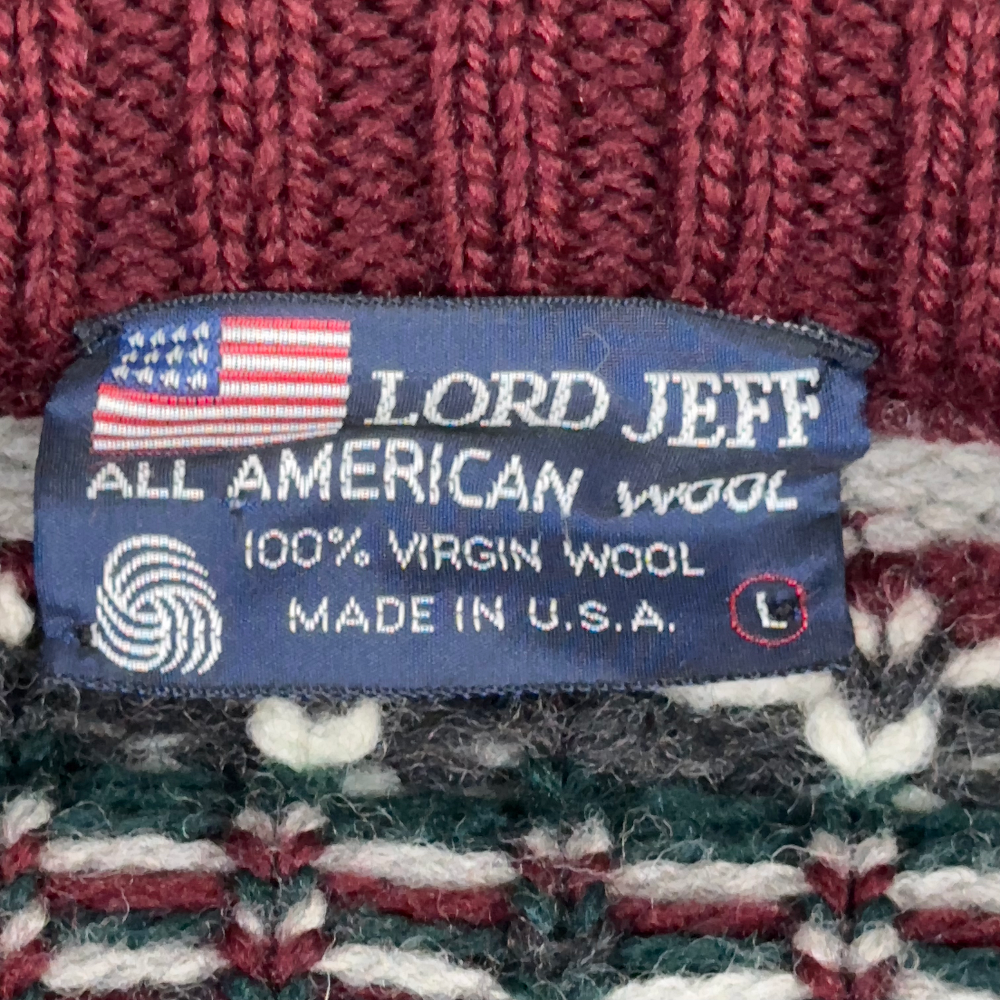 LORD JEFF
ALL AMERICAN WOOL
100% VIRGIN WOOL
MADE IN U.S.A. L